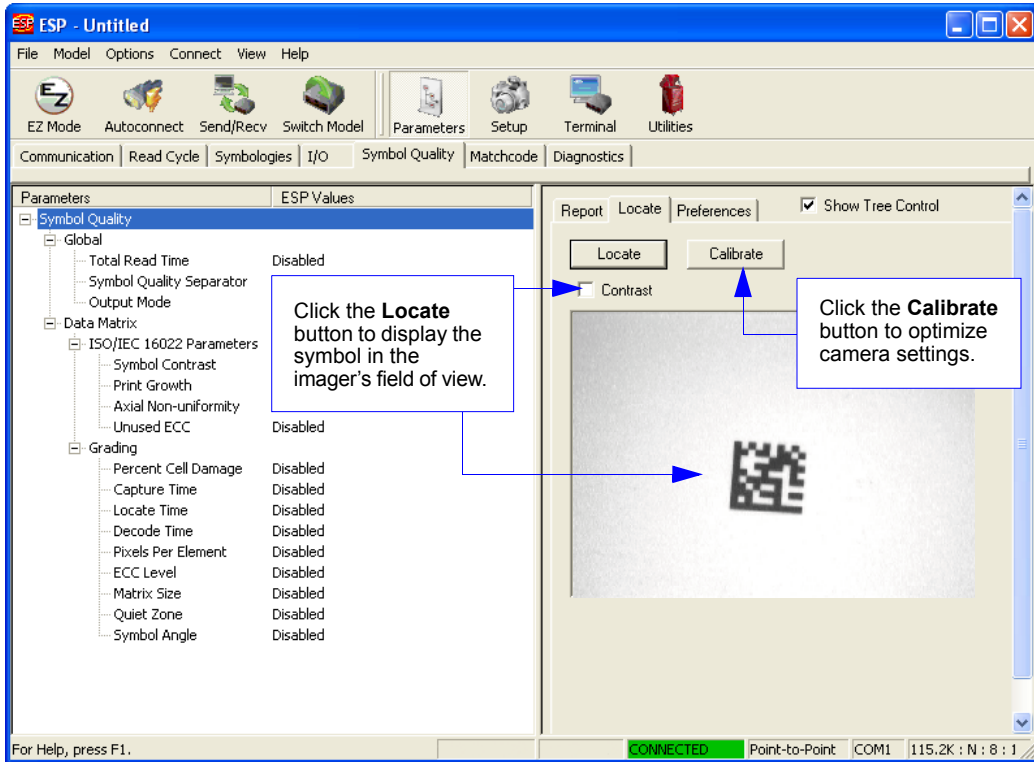 ESP - Untitled
File Model Options Connect View Help
EZ Mode Autoconnect Send/Recv Switch Model Parameters Setup Terminal Utilities
Communication Read Cycle Symbologies I/O Symbol Quality Matchcode Diagnostics
Parameters ESP Values
Symbol Quality
Global
Total Read Time Disabled
Symbol Quality Separator
Output Mode
Data Matrix
ISO/IEC 16022 Parameters
Symbol Contrast
Print Growth
Axial Non-uniformity
Unused ECC Disabled
Grading
Percent Cell Damage Disabled
Capture Time Disabled
Locate Time Disabled
Decode Time Disabled
Pixels Per Element Disabled
ECC Level Disabled
Matrix Size Disabled
Quiet Zone Disabled
Symbol Angle Disabled
Click the Locate
button to display the
symbol in the
imager's field of view.
Report Locate Preferences Show Tree Control
Locate Calibrate
Contrast
Click the Calibrate
button to optimize
camera settings.
For Help, press F1. CONNECTED Point-to-Point COM1 115.2K : N : 8 : 1